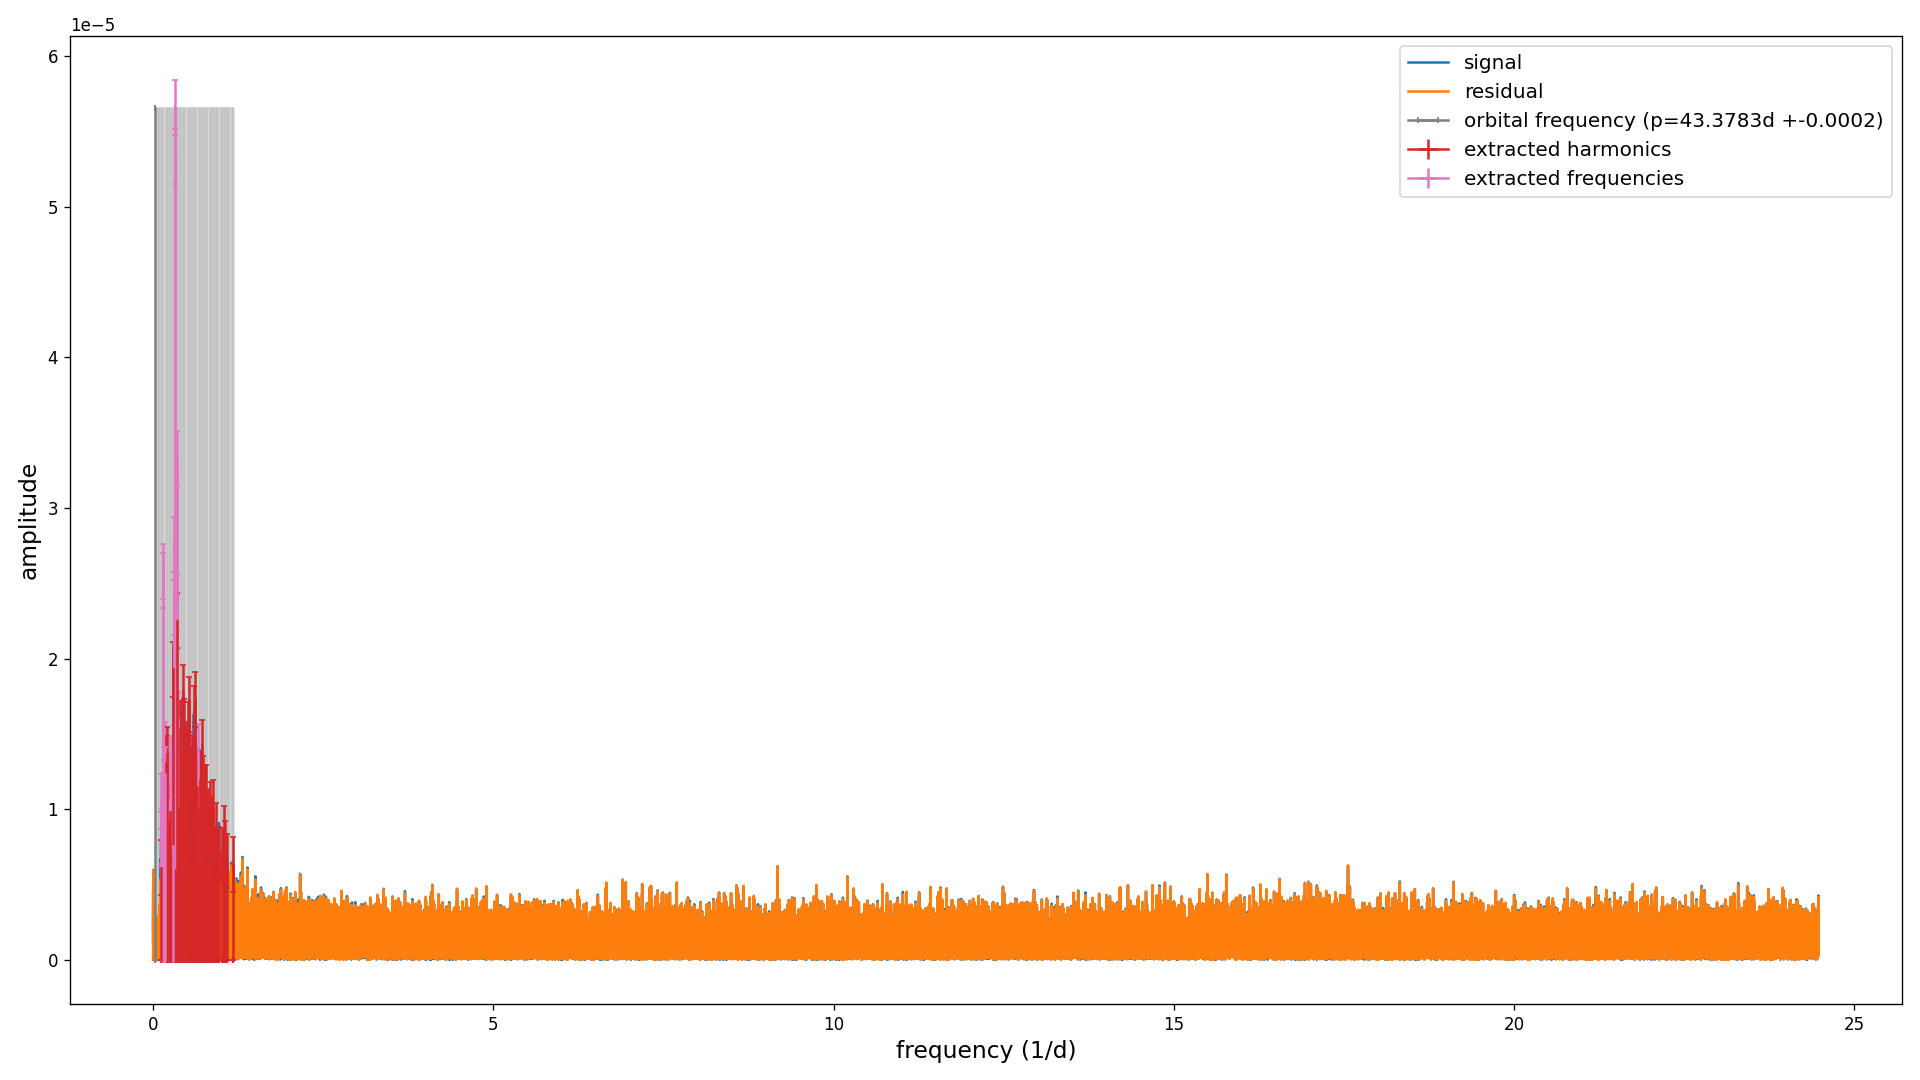 1e−5
6
5
4
3
2
1
0
amplitude
signal
residual
orbital frequency (p=43.3783d +-0.0002)
extracted harmonics
extracted frequencies
0
5
10
15
20
25
frequency (1/d)